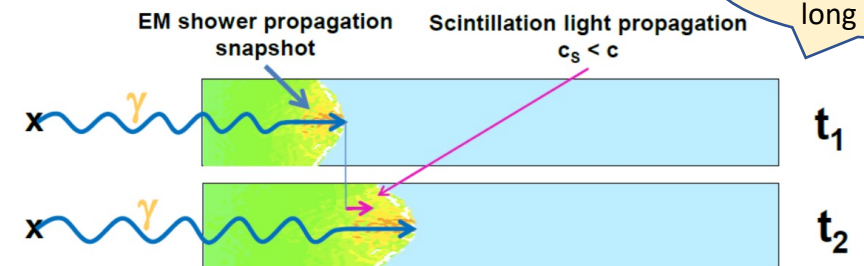 long
EM shower propagation
snapshot
Scintillation light propagation
cₛ < c
x
γ
t₁
x
γ
t₂